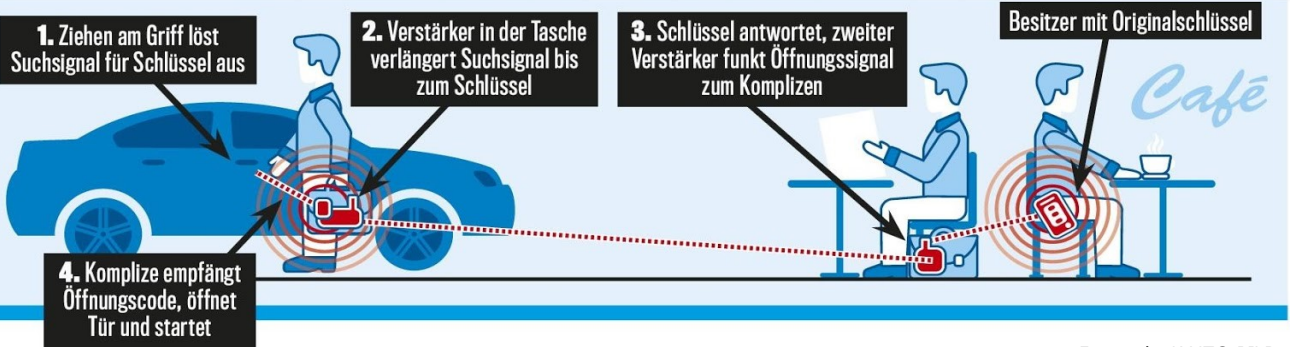 1. Ziehen am Griff löst
Suchsignal für Schlüssel aus
2. Verstärker in der Tasche
verlängert Suchsignal bis
zum Schlüssel
3. Schlüssel antwortet, zweiter
Verstärker funkt Öffnungssignal
zum Komplizen
Besitzer mit Originalschlüssel
Café
4. Komplize empfängt
Öffnungscode, öffnet
Tür und startet